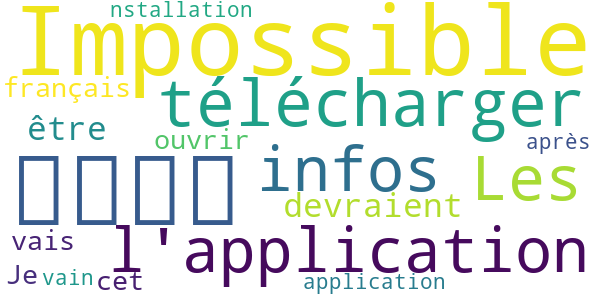 nstallation
Impossible
français
télécharger
être
ouvrir
après
infos
Les
devraient
vais
l'application
Je
vain
cet
application